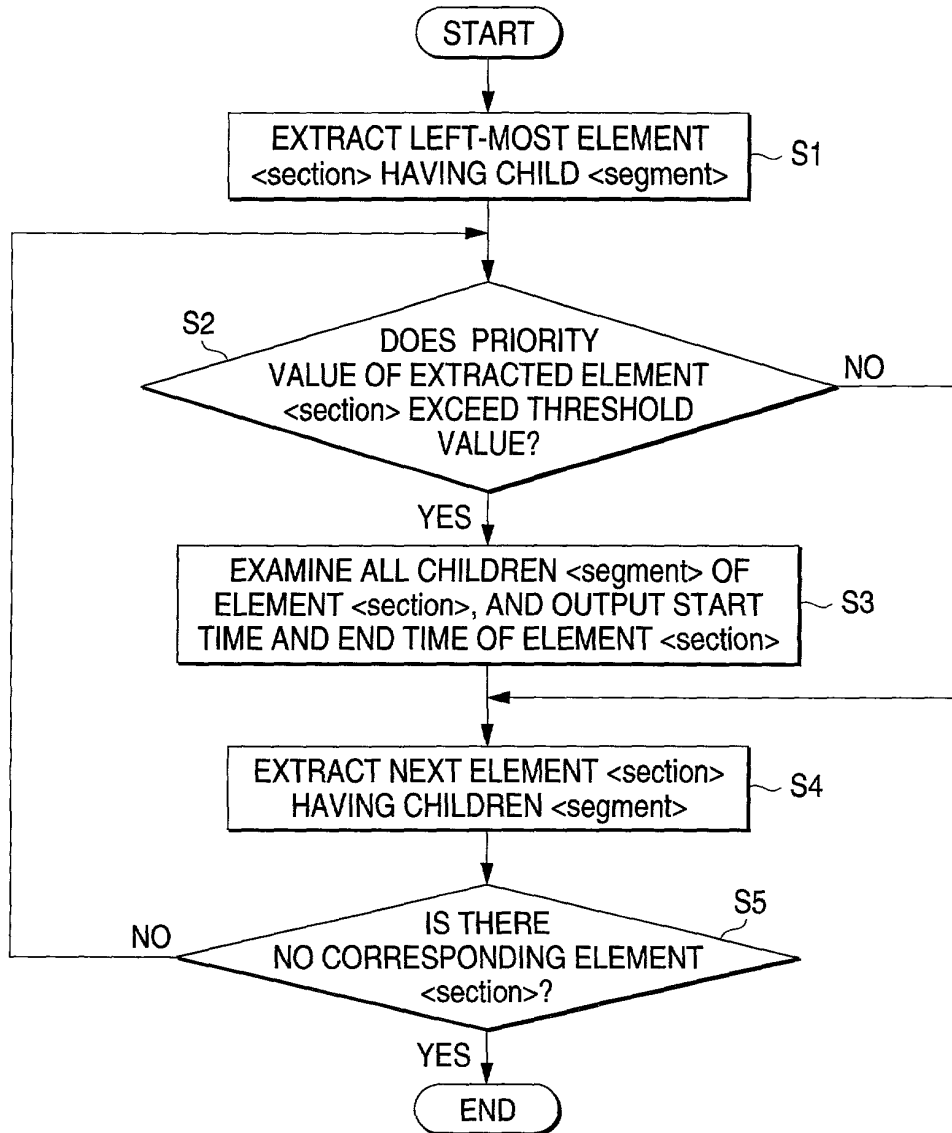 START
EXTRACT LEFT-MOST ELEMENT
<section> HAVING CHILD <segment>
S1
S2
DOES PRIORITY
VALUE OF EXTRACTED ELEMENT
<section> EXCEED THRESHOLD
VALUE?
NO
YES
EXAMINE ALL CHILDREN <segment> OF
ELEMENT <section>, AND OUTPUT START
TIME AND END TIME OF ELEMENT <section>
S3
EXTRACT NEXT ELEMENT <section>
HAVING CHILDREN <segment>
S4
S5
IS THERE
NO CORRESPONDING ELEMENT
<section>?
NO
YES
END